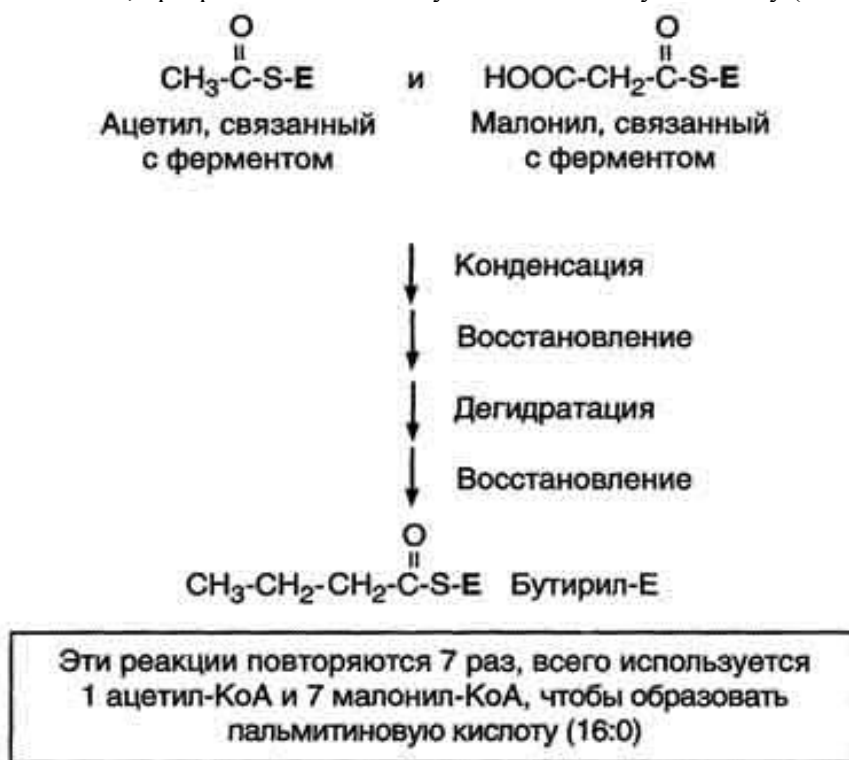 O O
CH₃-C-S-E и HOOC-CH₂-C-S-E
Ацетил, связанный с ферментом
Малонил, связанный с ферментом
Конденсация
Восстановление
Дегидратация
Восстановление
O
CH₃-CH₂-CH₂-C-S-E Бутирил-Е
Эти реакции повторяются 7 раз, всего используется
1 ацетил-КоА и 7 малонил-КоА, чтобы образовать
пальмитиновую кислоту (16:0)